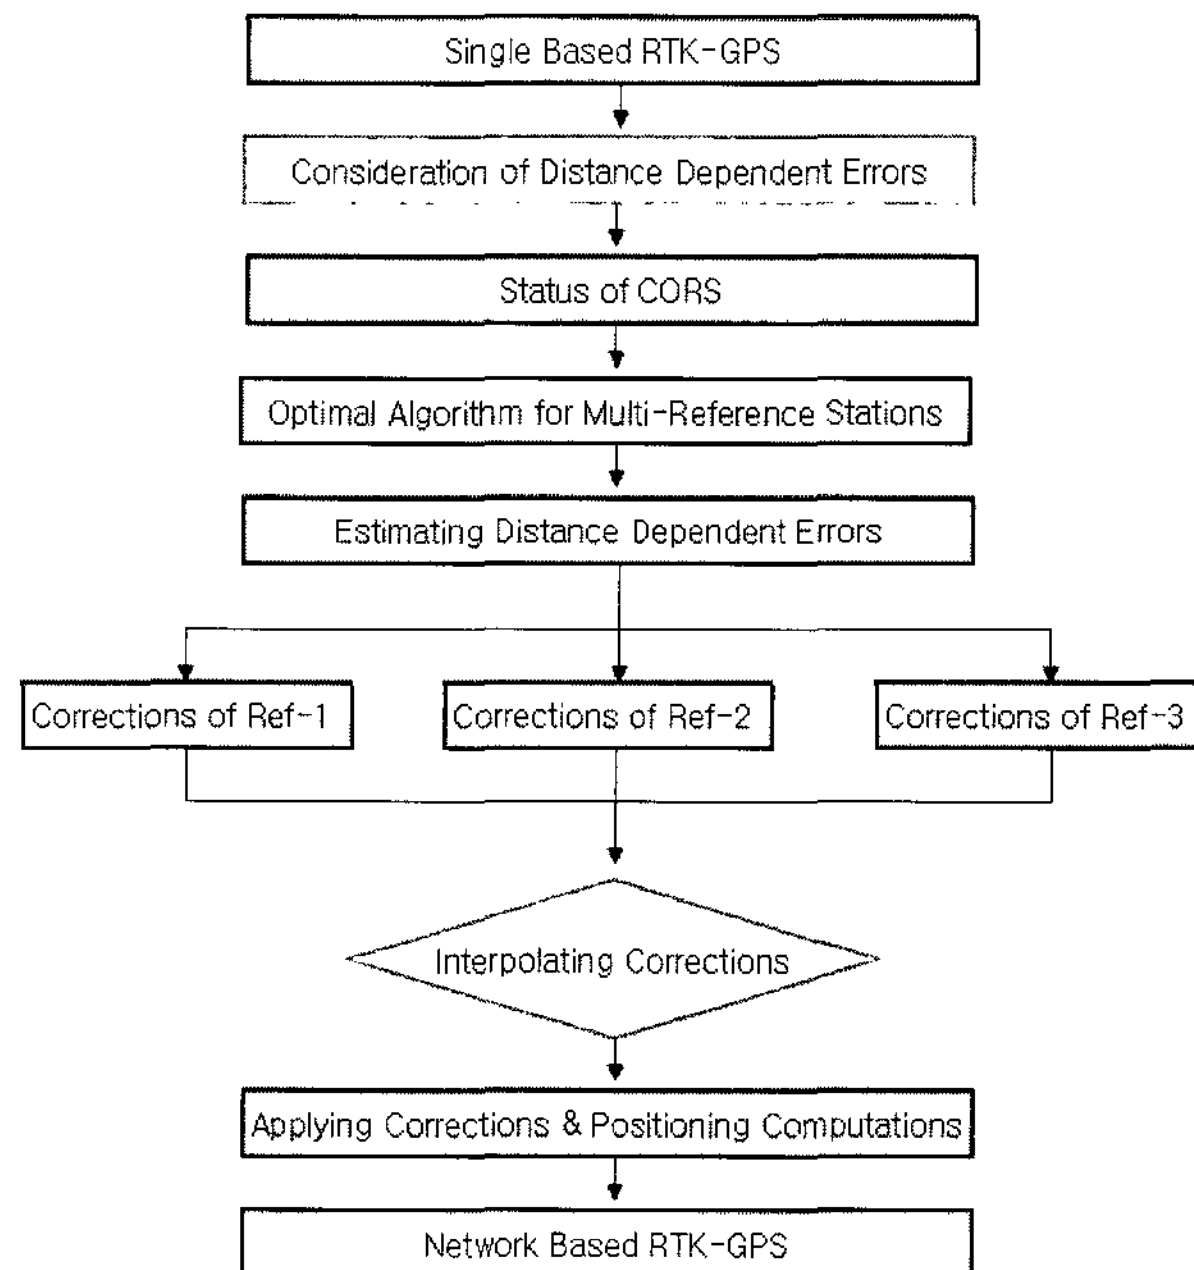 Single Based RTK-GPS
Consideration of Distance Dependent Errors
Status of CORS
Optimal Algorithm for Multi-Reference Stations
Estimating Distance Dependent Errors
Corrections of Ref-1
Corrections of Ref-2
Corrections of Ref-3
Interpolating Corrections
Applying Corrections & Positioning Computations
Network Based RTK-GPS